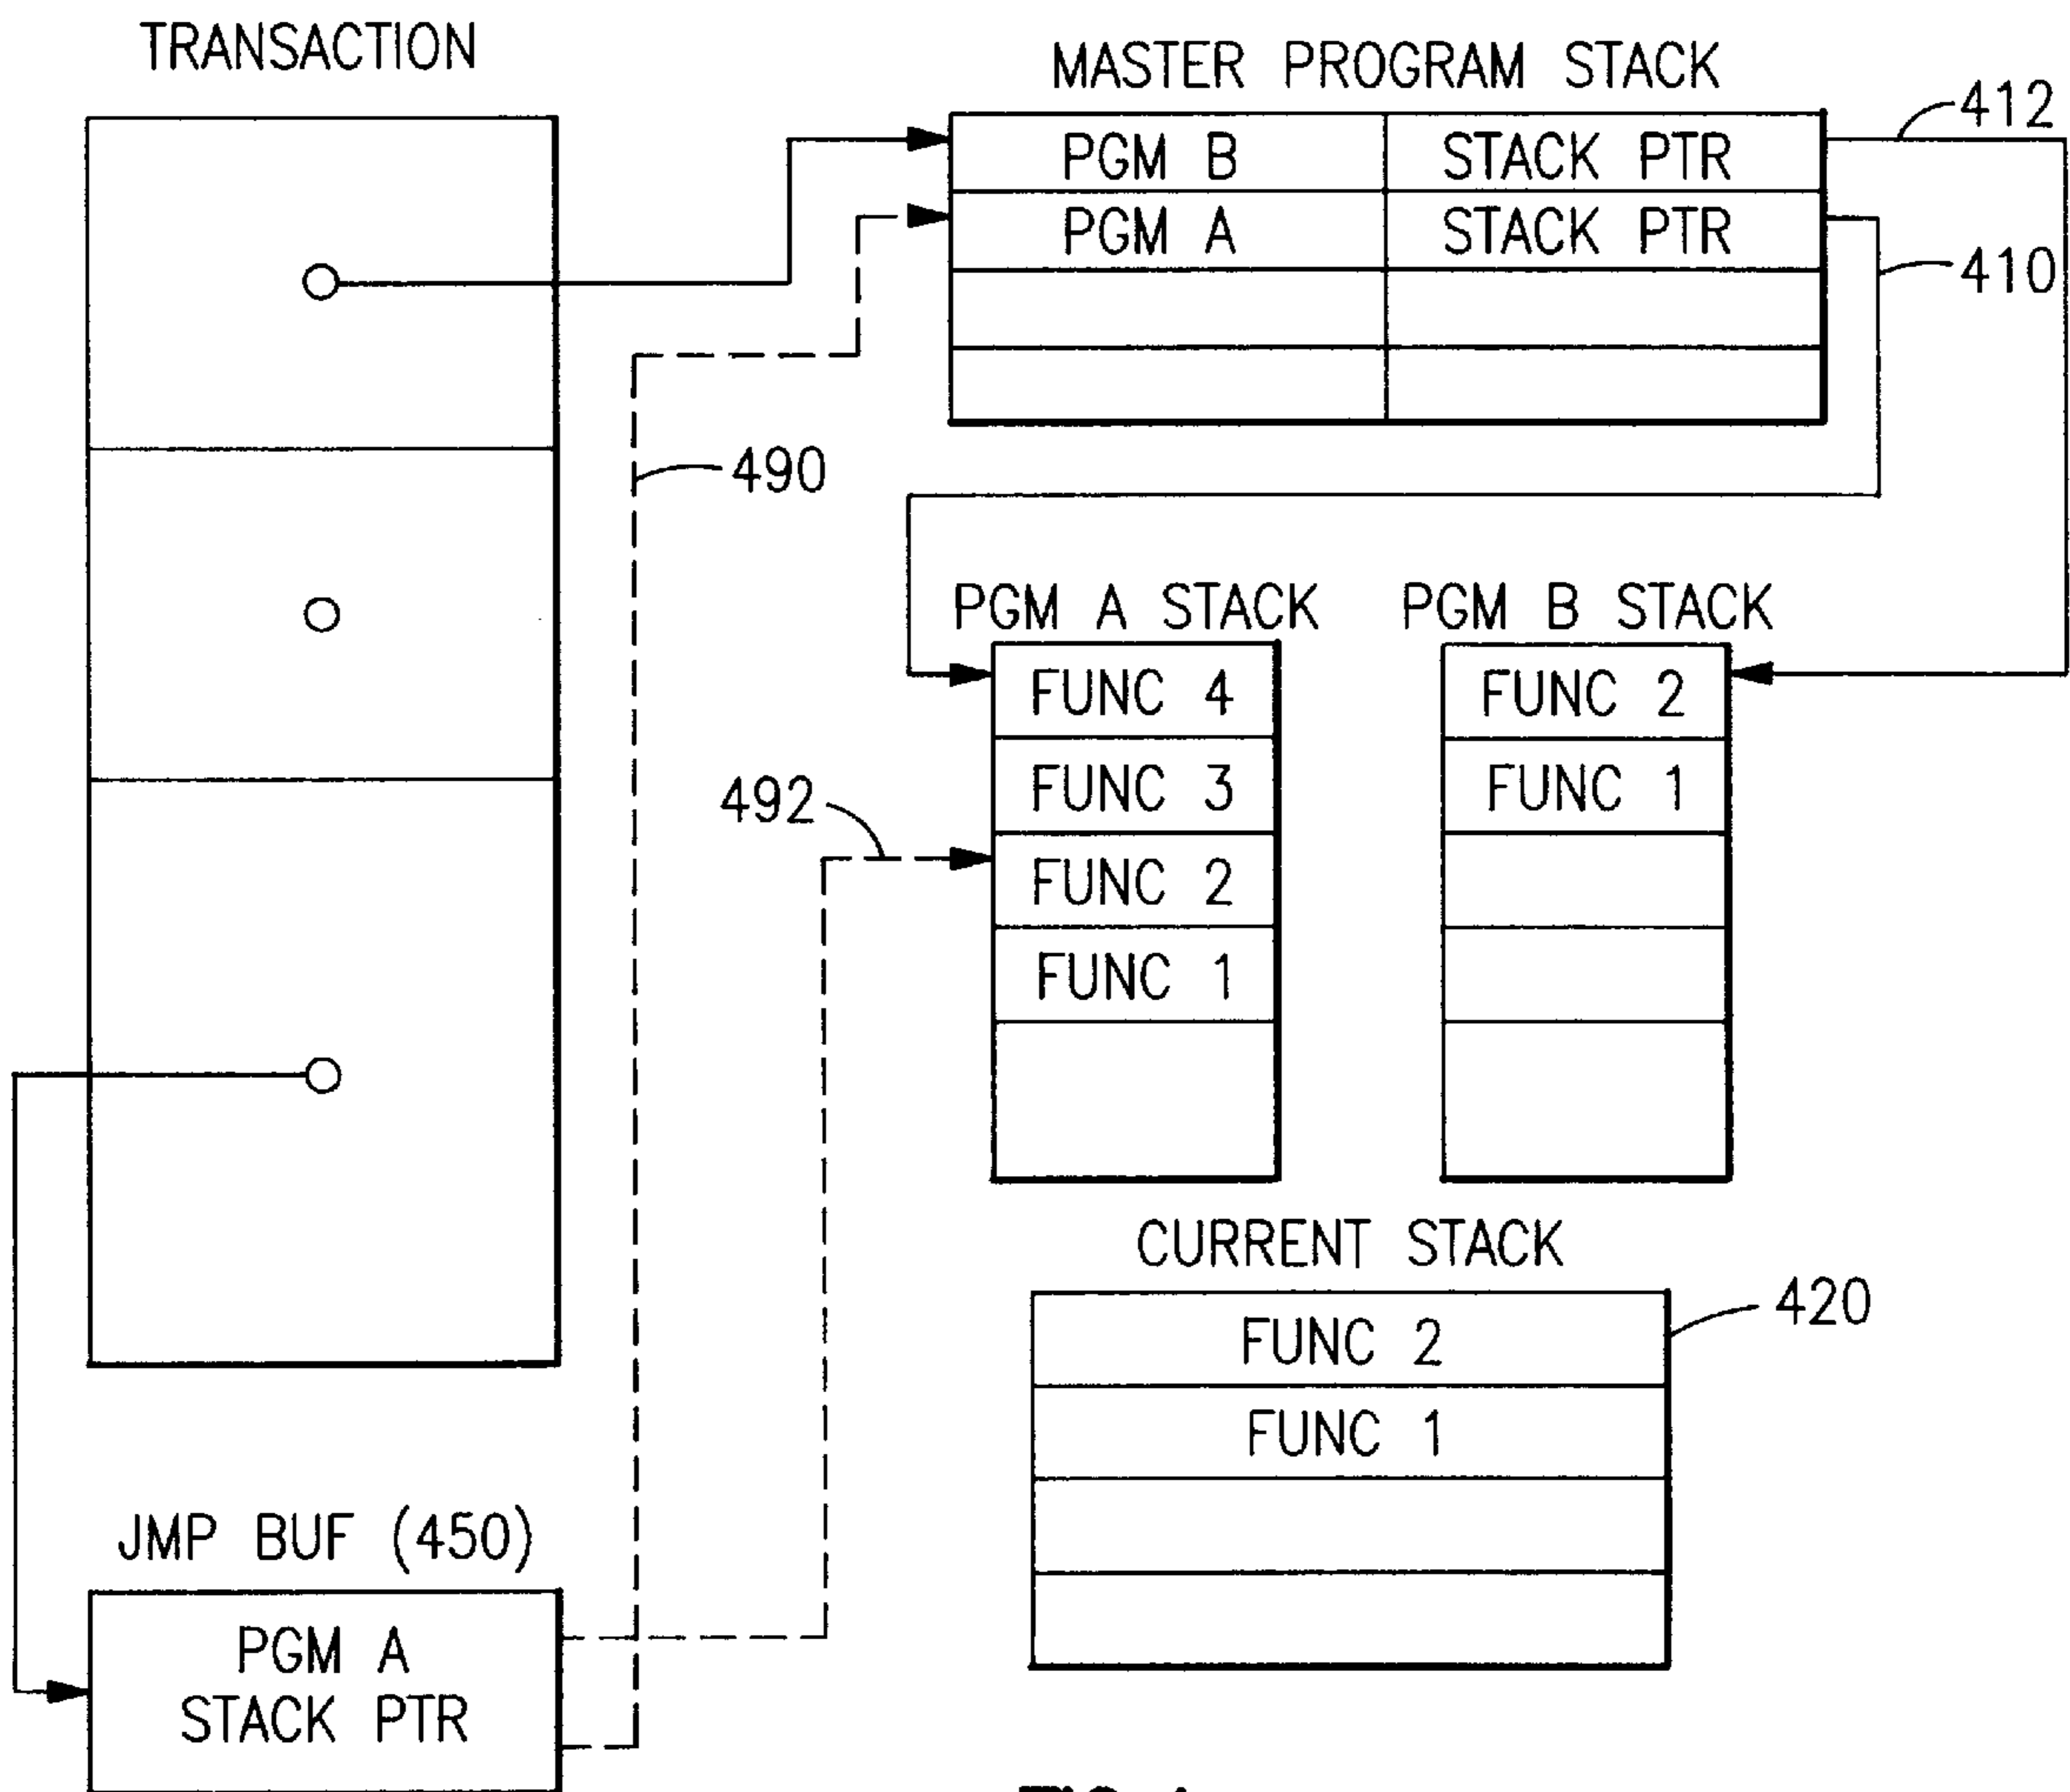 TRANSACTION
MASTER PROGRAM STACK
412
PGM B STACK PTR
PGM A STACK PTR
410
490
PGM A STACK
PGM B STACK
FUNC 4
FUNC 3
FUNC 2
FUNC 1
FUNC 2
FUNC 1
492
CURRENT STACK
420
FUNC 2
FUNC 1
JMP BUF (450)
PGM A
STACK PTR